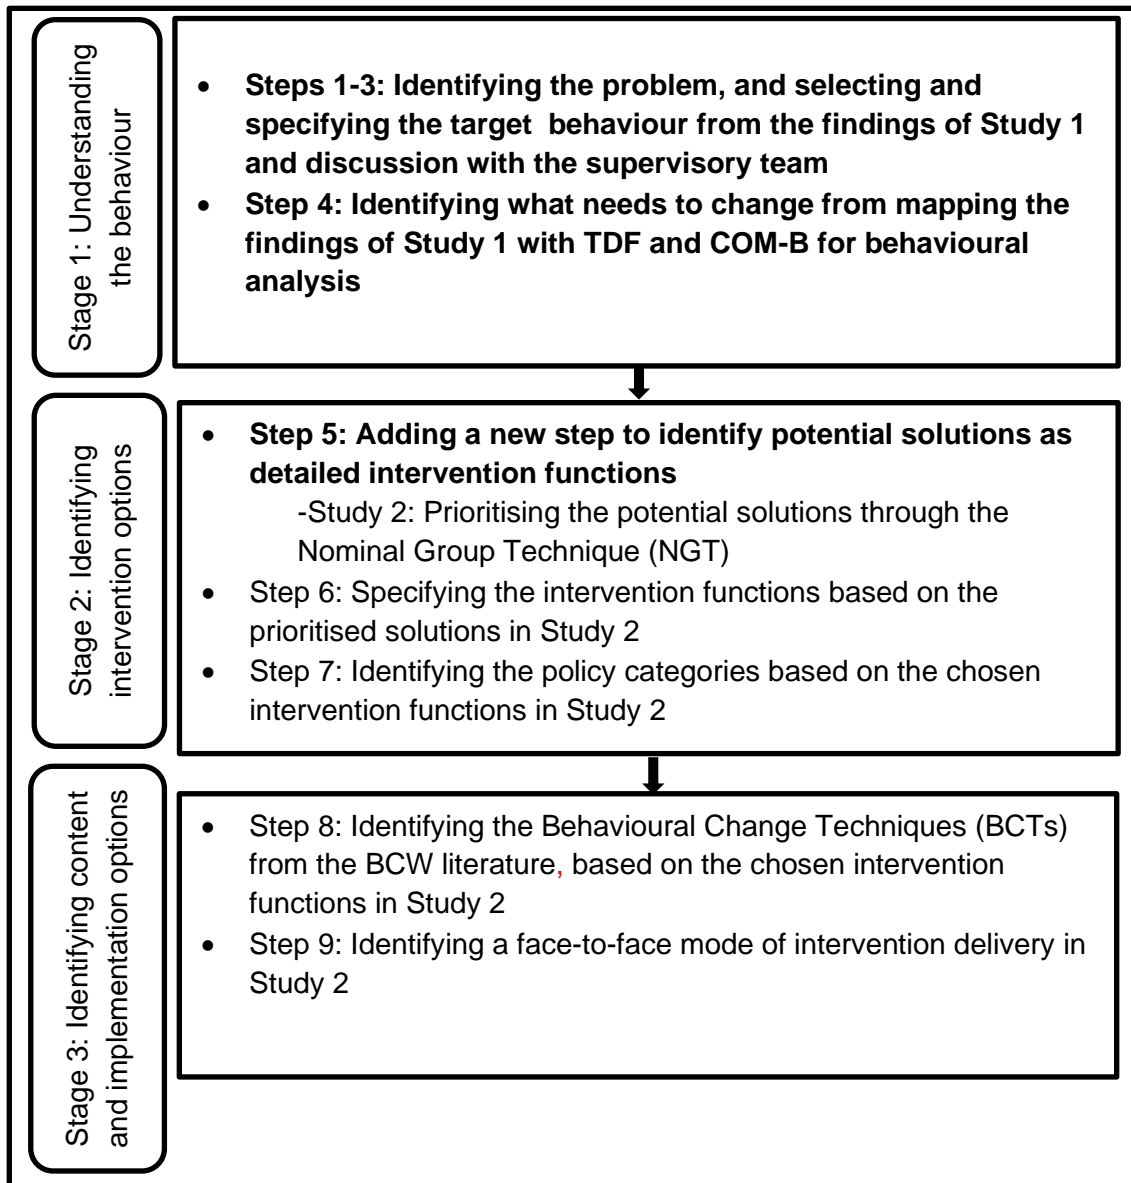 Stage 1: Understanding
the behaviour
• Steps 1-3: Identifying the problem, and selecting and
specifying the target behaviour from the findings of Study 1
and discussion with the supervisory team
• Step 4: Identifying what needs to change from mapping the
findings of Study 1 with TDF and COM-B for behavioural
analysis
Stage 2: Identifying
intervention options
• Step 5: Adding a new step to identify potential solutions as
detailed intervention functions
-Study 2: Prioritising the potential solutions through the
Nominal Group Technique (NGT)
• Step 6: Specifying the intervention functions based on the
prioritised solutions in Study 2
• Step 7: Identifying the policy categories based on the chosen
intervention functions in Study 2
Stage 3: Identifying content
and implementation options
• Step 8: Identifying the Behavioural Change Techniques (BCTs)
from the BCW literature, based on the chosen intervention
functions in Study 2
• Step 9: Identifying a face-to-face mode of intervention delivery in
Study 2